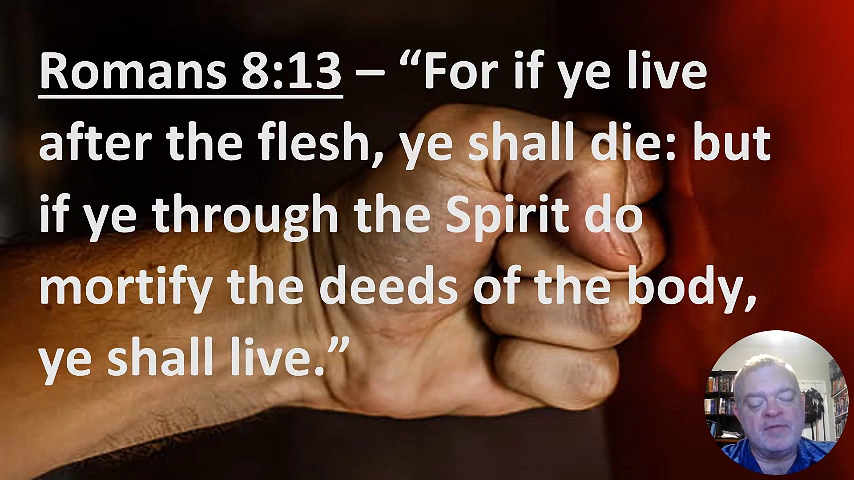 Romans 8:13 – “For if ye live
after the flesh, ye shall die: but
if ye through the Spirit do
mortify the deeds of the body,
ye shall live.”